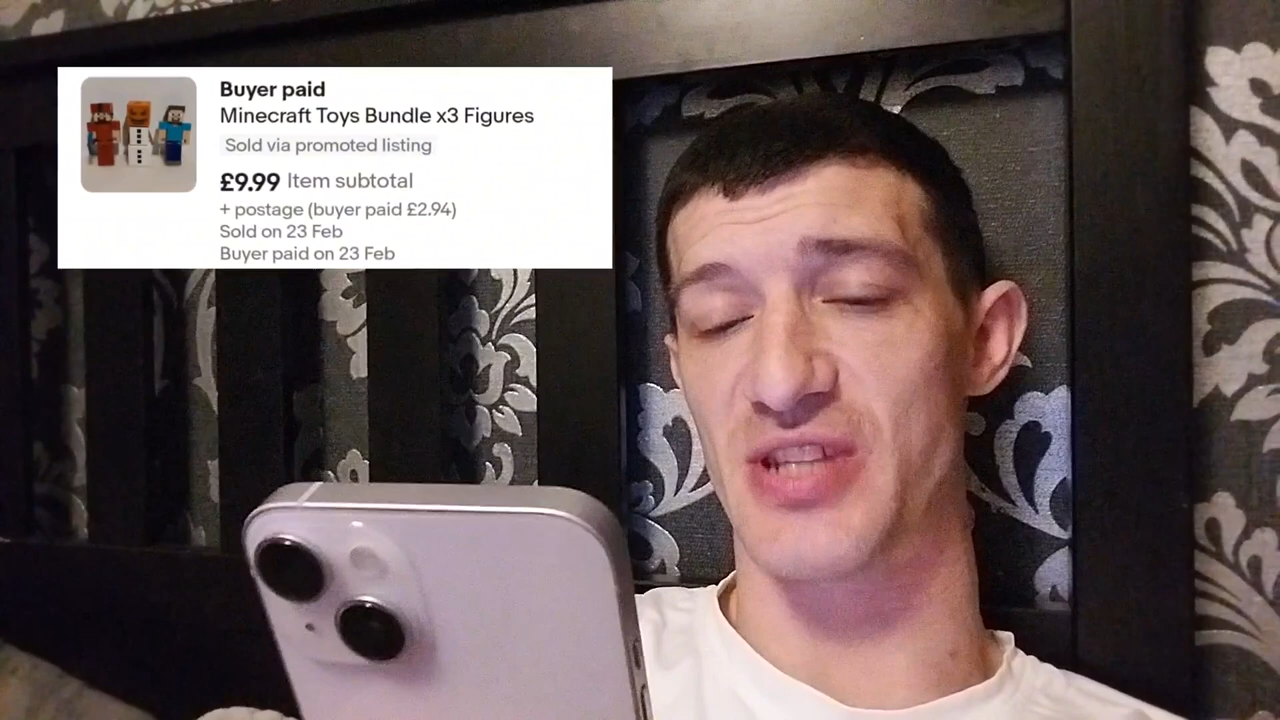 Buyer paid
Minecraft Toys Bundle x3 Figures
Sold via promoted listing
£9.99 Item subtotal
+ postage (buyer paid £2.94)
Sold on 23 Feb
Buyer paid on 23 Feb